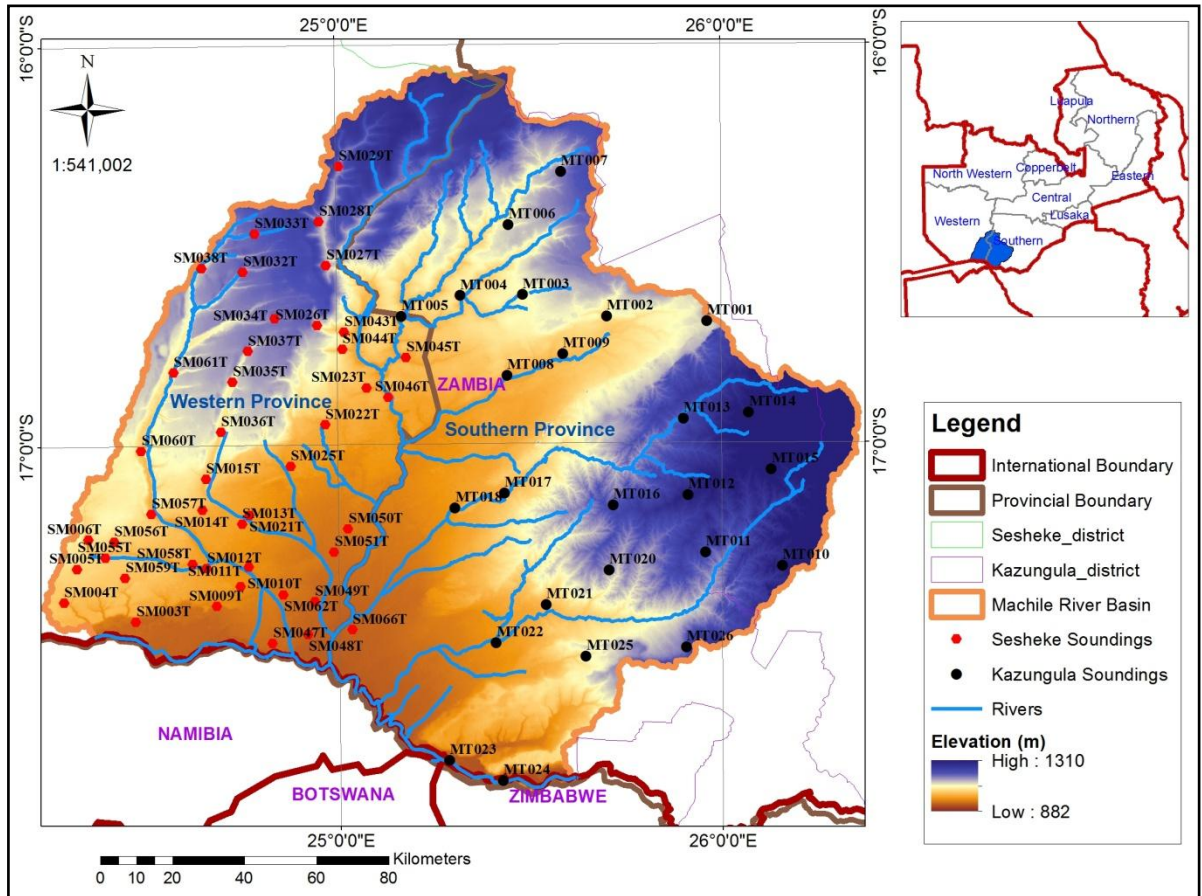 25°0'0"E
26°0'0"E
16°0'0"S
16°0'0"S
N
1:541,002
SM029T
MT007
SM028T
MT006
SM033T
SM027T
SM038T
SM032T
MT004
MT003
SM034T
SM026T
SM043T
MT005
MT002
MT001
SM037T
SM044T
SM045T
MT009
SM061T
MT008
SM035T
SM023T
SM046T
ZAMBIA
Western Province
SM036T
SM022T
Southern Province
MT013
MT014
17°0'0"S
17°0'0"S
SM060T
SM025T
MT015
SM015T
MT017
MT012
MT018
MT016
SM057T
SM014T
SM013T
SM021T
SM050T
SM006T
SM056T
SM055T
SM005T
SM058T
SM012T
SM051T
MT011
SM059T
SM011T
MT020
MT010
SM004T
SM010T
SM049T
SM009T
SM062T
MT021
SM003T
SM066T
SM047T
SM048T
MT022
MT025
MT026
NAMIBIA
MT023
MT024
BOTSWANA
ZIMBABWE
25°0'0"E
26°0'0"E
Kilometers
0 10 20 40 60 80
Luapula
Northern
North Western
Copperbelt
Eastern
Central
Lusaka
Western
Southern
Legend
International Boundary
Provincial Boundary
Sesheke_district
Kazungula_district
Machile River Basin
Sesheke Soundings
Kazungula Soundings
Rivers
Elevation (m)
High : 1310
Low : 882